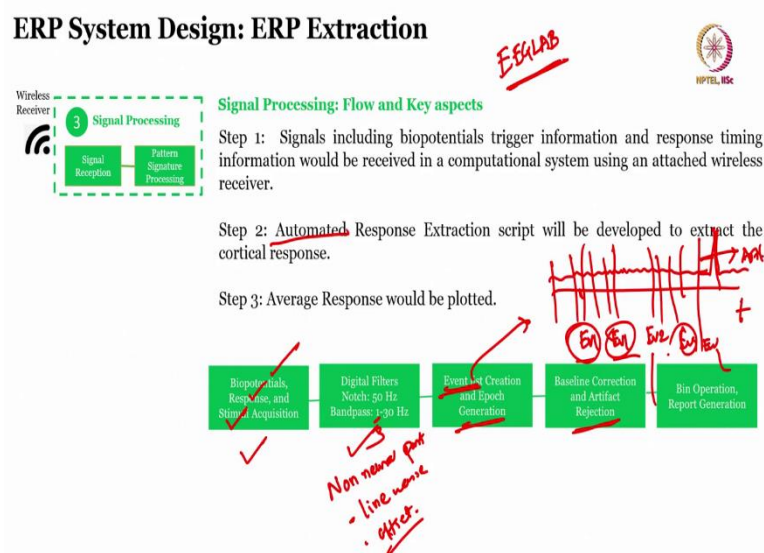 ERP System Design: ERP Extraction
EEGLAB
NPTEL, IISc
Wireless
Receiver
3 Signal Processing
Signal
Reception
Pattern
Signature
Processing
Signal Processing: Flow and Key aspects
Step 1: Signals including biopotentials trigger information and response timing
information would be received in a computational system using an attached wireless
receiver.
Step 2: Automated Response Extraction script will be developed to extract the
cortical response.
Step 3: Average Response would be plotted.
t
Ev1 Ev1 Ev2 Ev Ev
Biopotentials,
Response, and
Stimuli Acquisition
Digital Filters
Notch: 50 Hz
Bandpass: 1-30 Hz
Event list Creation
and Epoch
Generation
Baseline Correction
and Artifact
Rejection
Bin Operation,
Report Generation
Non neural part
- line noise
- offset.